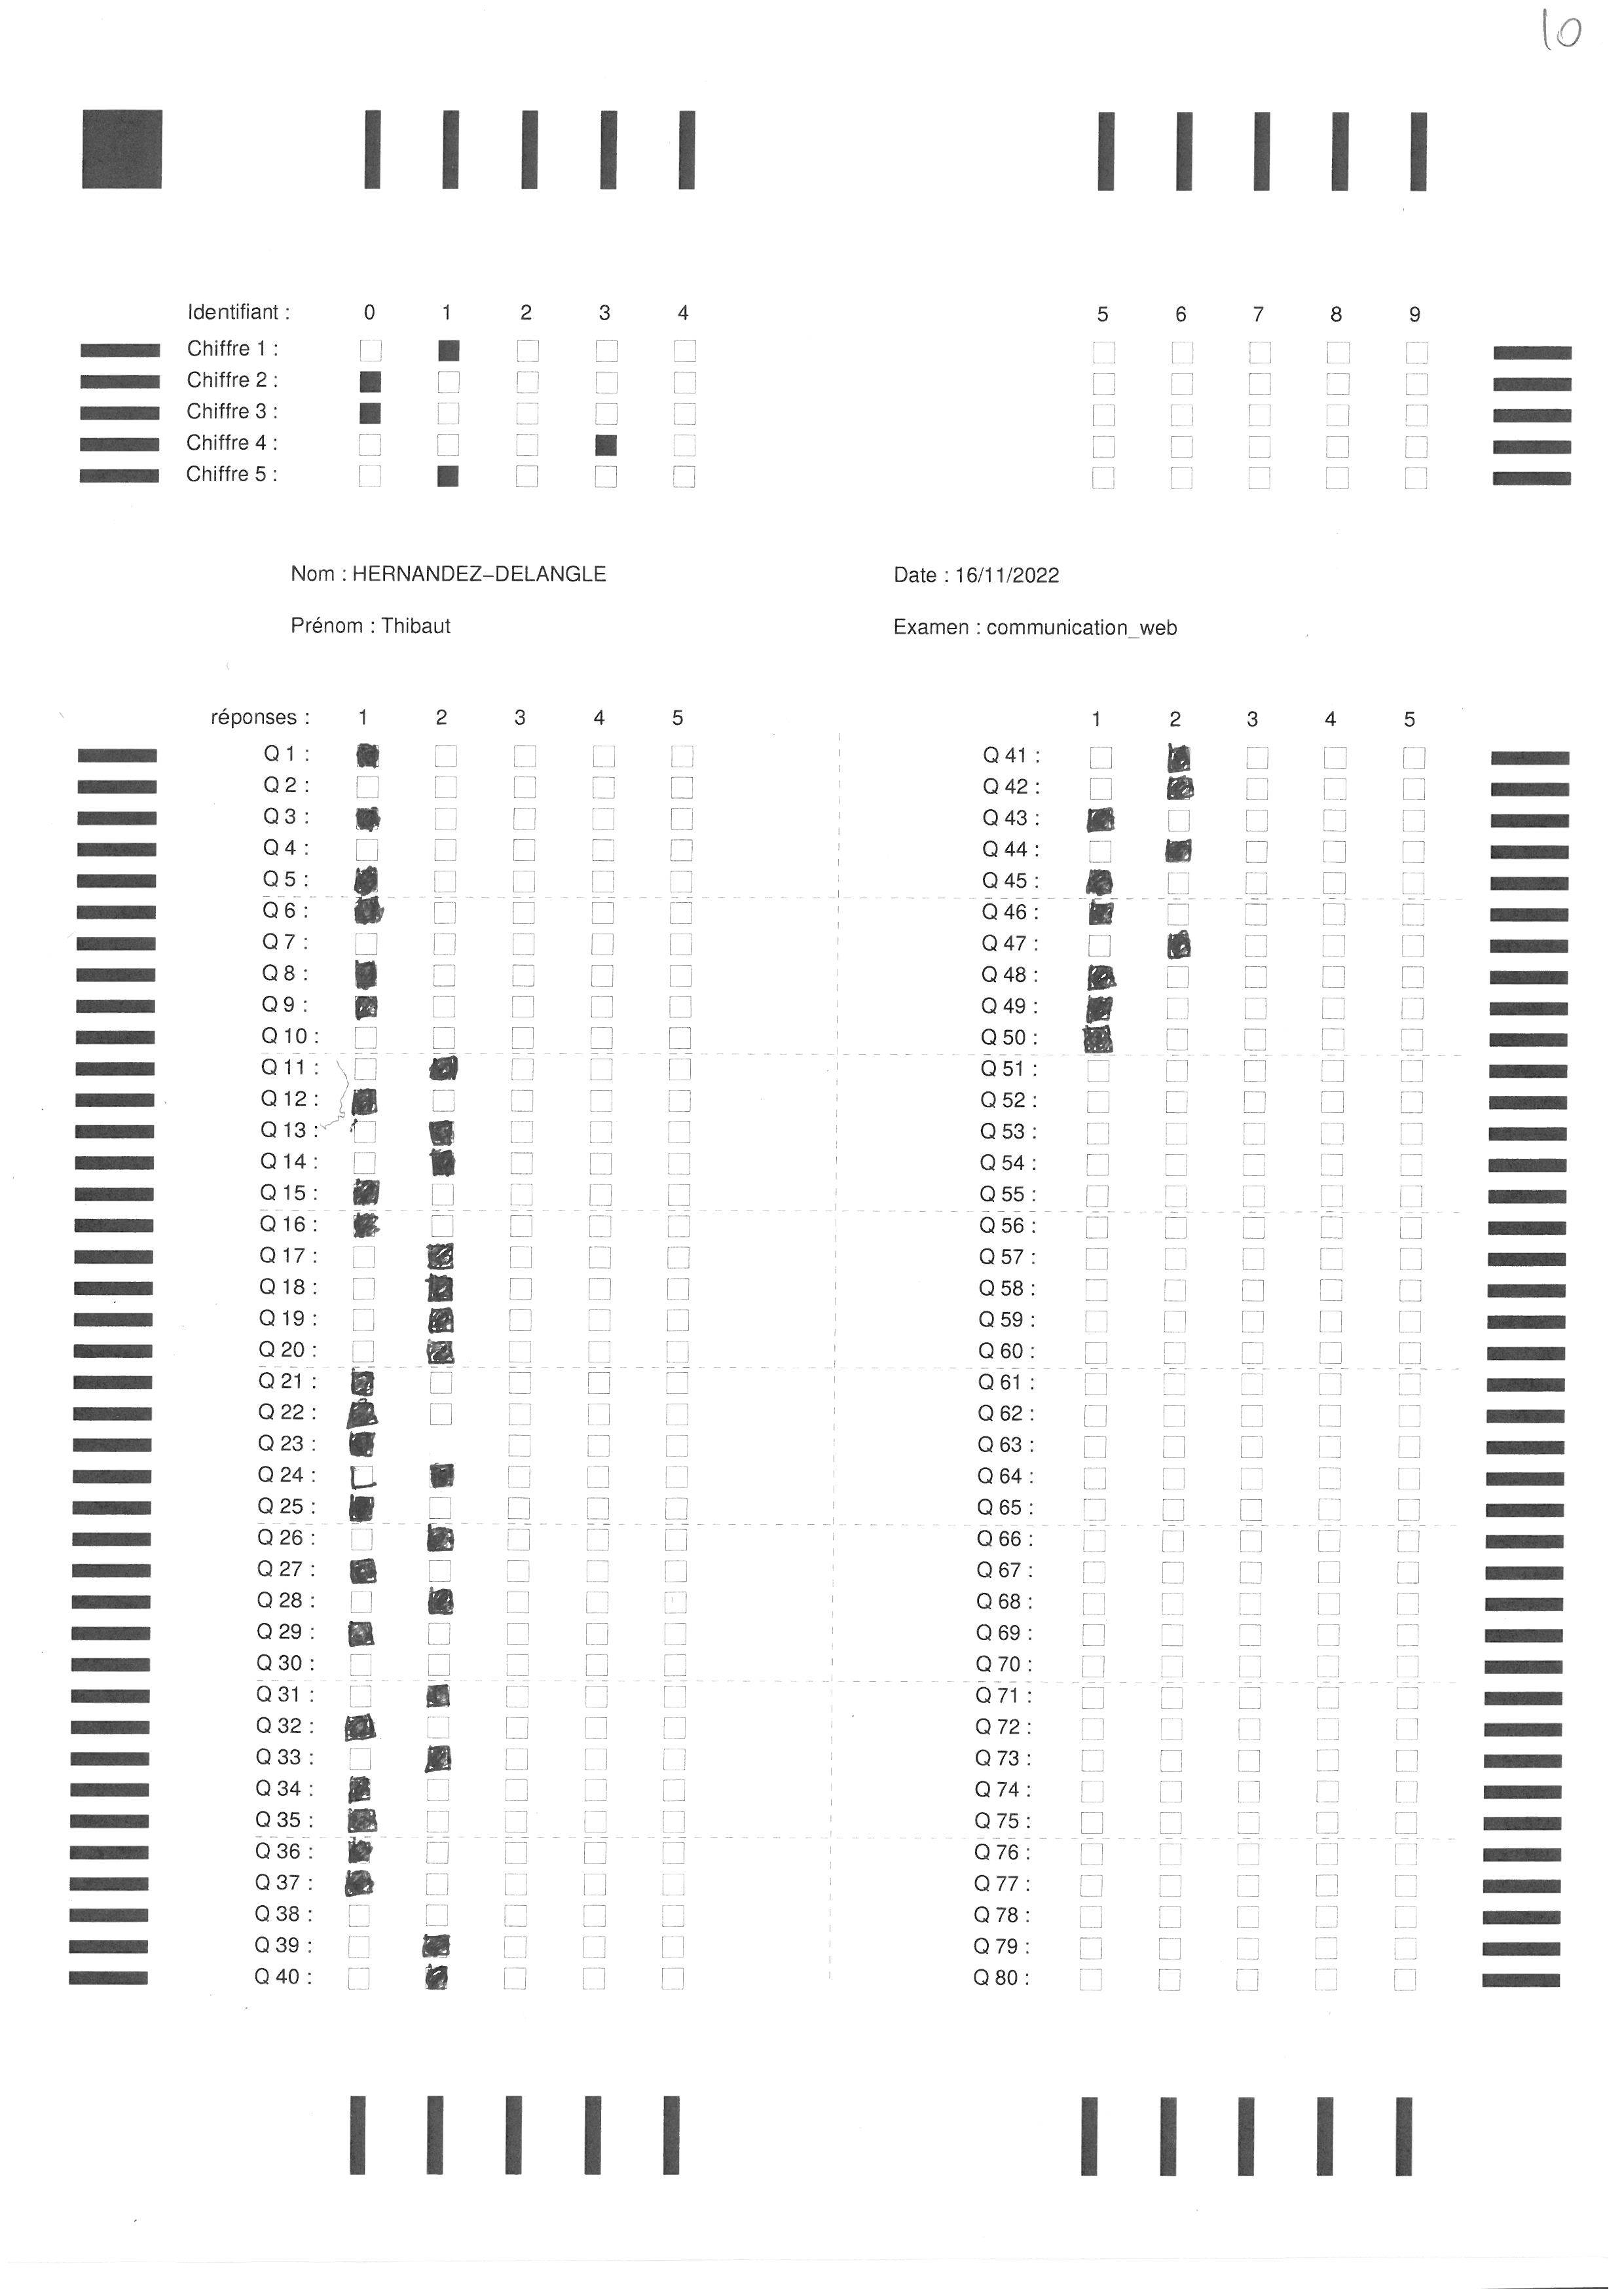 10
Identifiant : 0 1 2 3 4 5 6 7 8 9
Chiffre 1 :
Chiffre 2 :
Chiffre 3 :
Chiffre 4 :
Chiffre 5 :
Nom : HERNANDEZ–DELANGLE Date : 16/11/2022
Prénom : Thibaut Examen : communication_web
réponses : 1 2 3 4 5 1 2 3 4 5
Q 1 : Q 41 :
Q 2 : Q 42 :
Q 3 : Q 43 :
Q 4 : Q 44 :
Q 5 : Q 45 :
Q 6 : Q 46 :
Q 7 : Q 47 :
Q 8 : Q 48 :
Q 9 : Q 49 :
Q 10 : Q 50 :
Q 11 : Q 51 :
Q 12 : Q 52 :
Q 13 : Q 53 :
Q 14 : Q 54 :
Q 15 : Q 55 :
Q 16 : Q 56 :
Q 17 : Q 57 :
Q 18 : Q 58 :
Q 19 : Q 59 :
Q 20 : Q 60 :
Q 21 : Q 61 :
Q 22 : Q 62 :
Q 23 : Q 63 :
Q 24 : Q 64 :
Q 25 : Q 65 :
Q 26 : Q 66 :
Q 27 : Q 67 :
Q 28 : Q 68 :
Q 29 : Q 69 :
Q 30 : Q 70 :
Q 31 : Q 71 :
Q 32 : Q 72 :
Q 33 : Q 73 :
Q 34 : Q 74 :
Q 35 : Q 75 :
Q 36 : Q 76 :
Q 37 : Q 77 :
Q 38 : Q 78 :
Q 39 : Q 79 :
Q 40 : Q 80 :